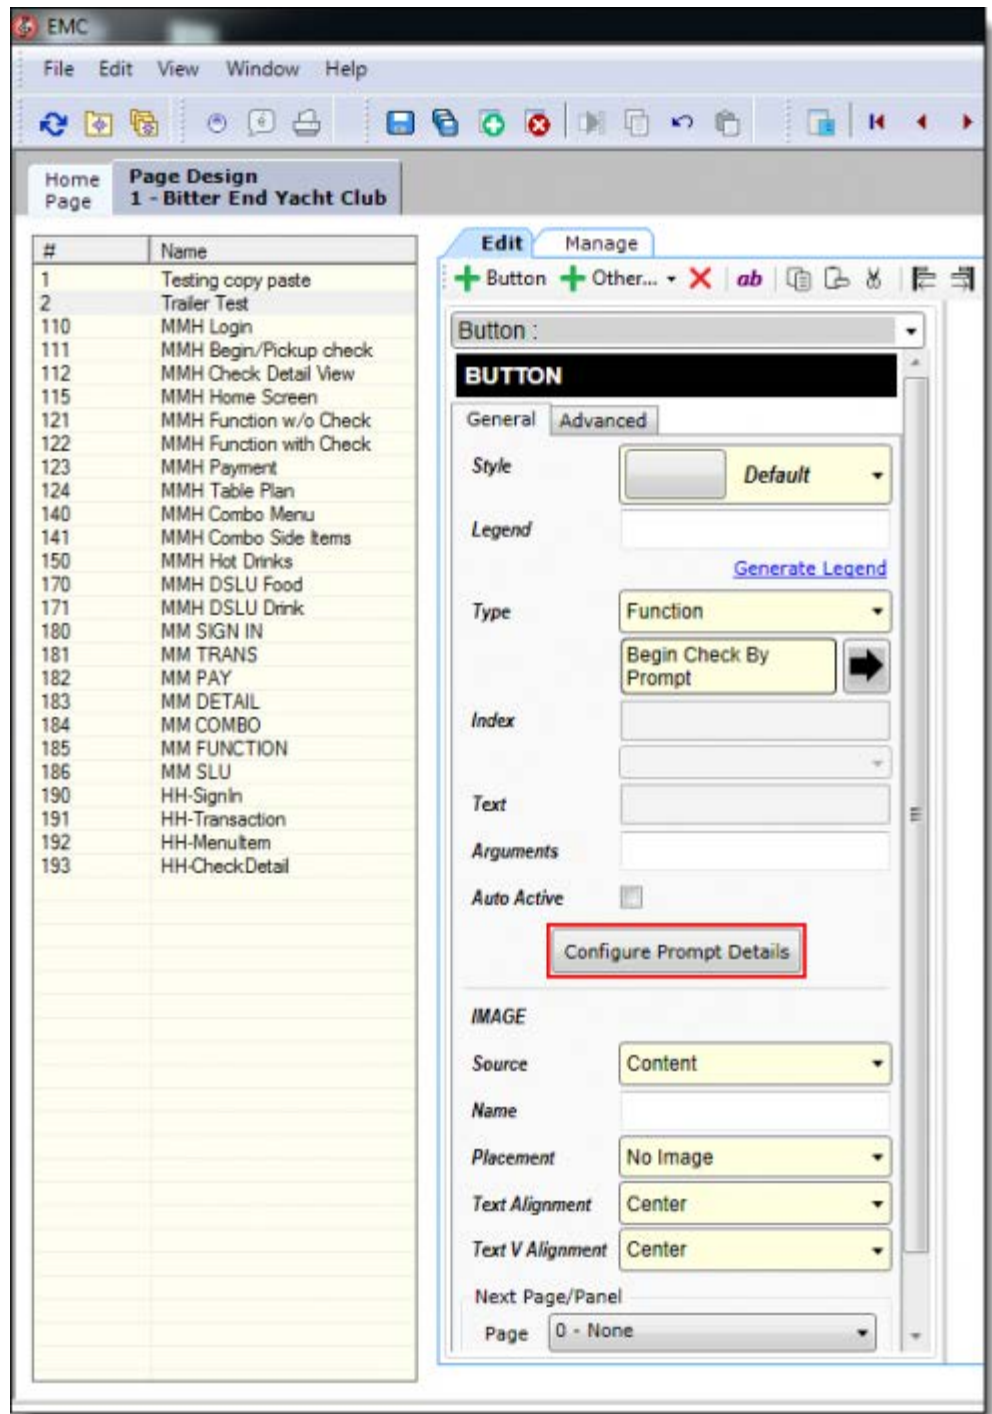 EMC
File Edit View Window Help
Home Page
Page Design
1 - Bitter End Yacht Club
# Name
1 Testing copy paste
2 Trailer Test
110 MMH Login
111 MMH Begin/Pickup check
112 MMH Check Detail View
115 MMH Home Screen
121 MMH Function w/o Check
122 MMH Function with Check
123 MMH Payment
124 MMH Table Plan
140 MMH Combo Menu
141 MMH Combo Side Items
150 MMH Hot Drinks
170 MMH DSLU Food
171 MMH DSLU Drink
180 MM SIGN IN
181 MM TRANS
182 MM PAY
183 MM DETAIL
184 MM COMBO
185 MM FUNCTION
186 MM SLU
190 HH-SignIn
191 HH-Transaction
192 HH-MenuItem
193 HH-CheckDetail
Edit Manage
Button Other... ab
Button :
BUTTON
General Advanced
Style Default
Legend
Generate Legend
Type Function
Begin Check By
Prompt
Index
Text
Arguments
Auto Active
Configure Prompt Details
IMAGE
Source Content
Name
Placement No Image
Text Alignment Center
Text V Alignment Center
Next Page/Panel
Page 0 - None